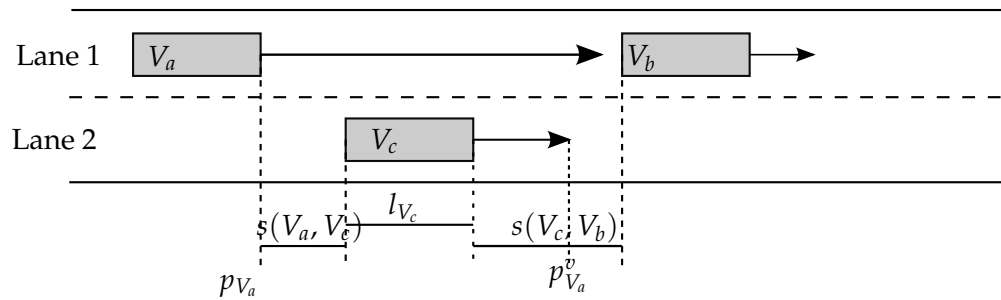 Lane 1 V_a V_b
Lane 2 V_c
l_{V_c}
s(V_a, V_c) s(V_c, V_b)
p_{V_a} p^v_{V_a}